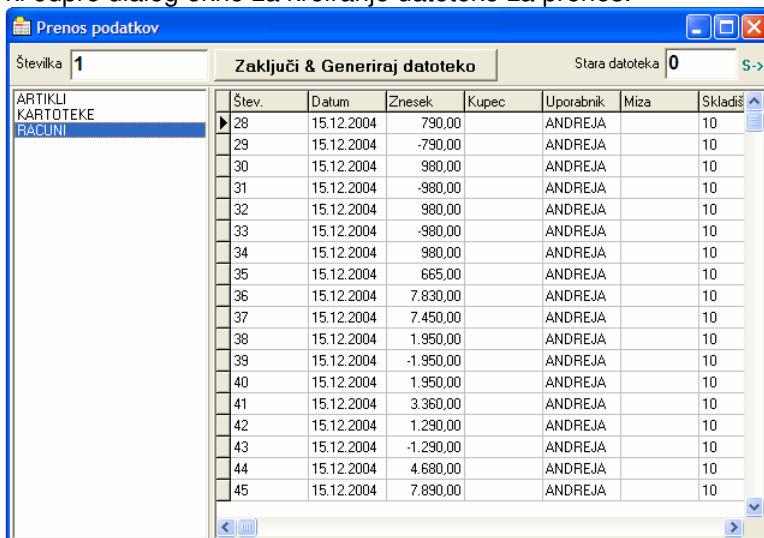 ki odpre dialog okno za kreiranje datoteke za prenos.
Prenos podatkov
Številka 1 Zaključi & Generiraj datoteko Stara datoteka 0 S->
ARTIKLI
KARTOTEKE
RACUNI
Štev. Datum Znesek Kupec Uporabnik Miza Skladiš
28 15.12.2004 790,00 ANDREJA 10
29 15.12.2004 -790,00 ANDREJA 10
30 15.12.2004 980,00 ANDREJA 10
31 15.12.2004 -980,00 ANDREJA 10
32 15.12.2004 980,00 ANDREJA 10
33 15.12.2004 -980,00 ANDREJA 10
34 15.12.2004 980,00 ANDREJA 10
35 15.12.2004 665,00 ANDREJA 10
36 15.12.2004 7.830,00 ANDREJA 10
37 15.12.2004 7.450,00 ANDREJA 10
38 15.12.2004 1.950,00 ANDREJA 10
39 15.12.2004 -1.950,00 ANDREJA 10
40 15.12.2004 1.950,00 ANDREJA 10
41 15.12.2004 3.360,00 ANDREJA 10
42 15.12.2004 1.290,00 ANDREJA 10
43 15.12.2004 -1.290,00 ANDREJA 10
44 15.12.2004 4.680,00 ANDREJA 10
45 15.12.2004 7.890,00 ANDREJA 10